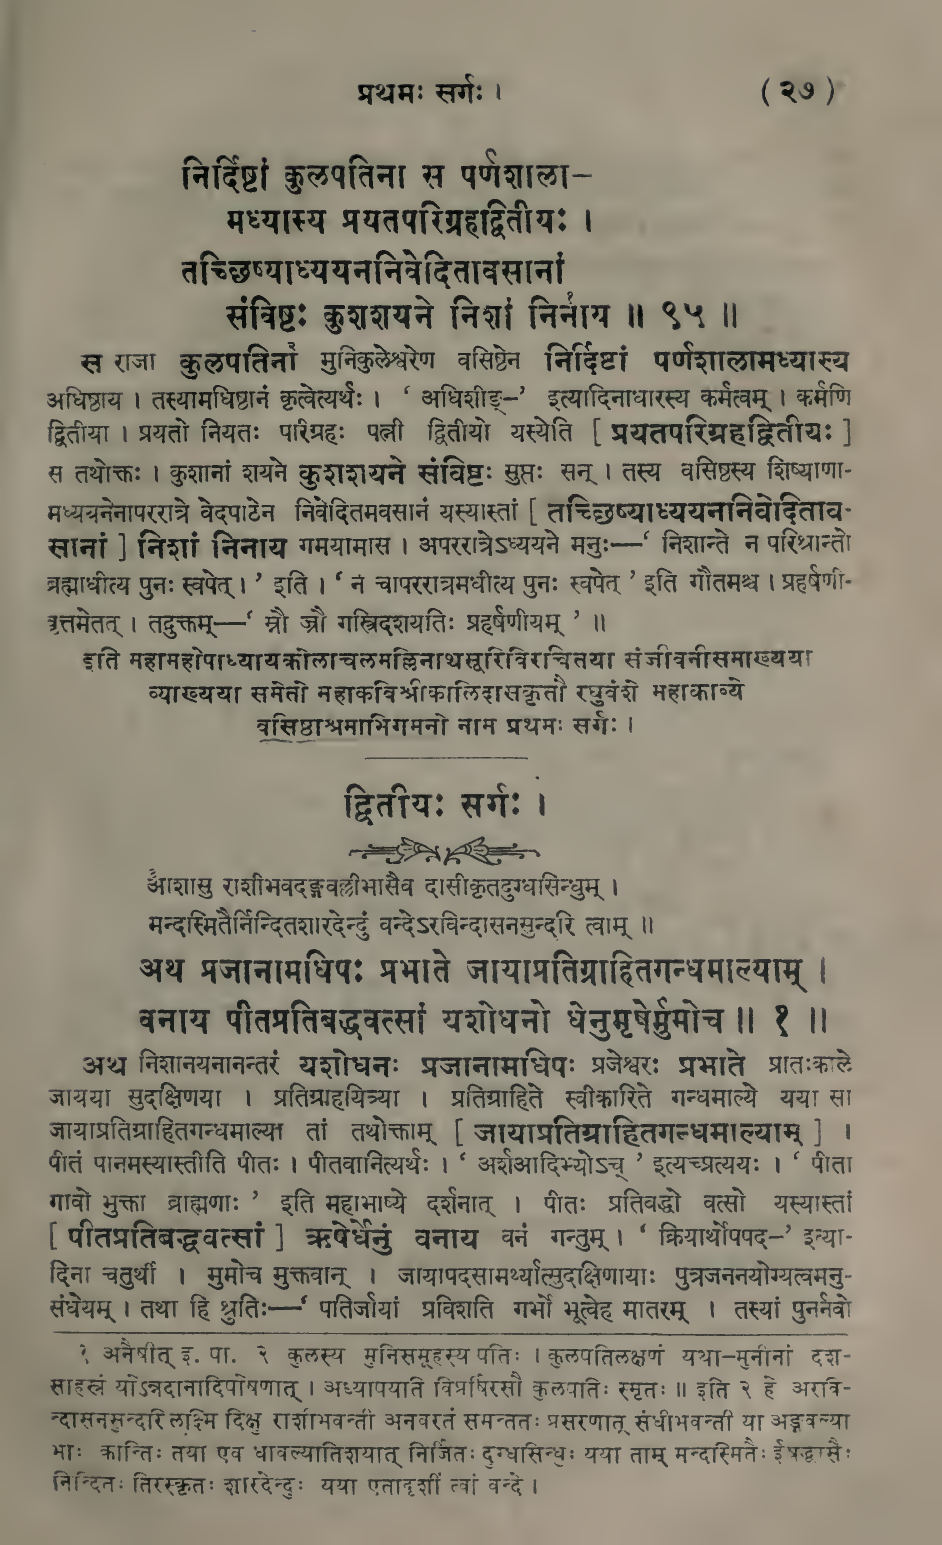 प्रथमः सर्गः ।
( २७ )
निर्दिष्टां कुलपतिना स पर्णशाला–
मध्यास्य प्रयतपरिग्रहद्वितीयः ।
तच्छिष्याध्ययननिवेदितावसानां
संविष्टः कुशशयने निशां निनाय ॥ ९५ ॥
स राजा कुलपतिना मुनिकुलेश्वरेण वसिष्ठेन निर्दिष्टां पर्णशालामध्यास्य
अधिष्ठाय । तस्यामधिष्ठानं कृत्वेत्यर्थः । ‘ अधिशीङ्–’ इत्यादिनाधारस्य कर्मत्वम् । कर्मणि
द्वितीया । प्रयतो नियतः परिग्रहः पत्नी द्वितीयो यस्येति [ प्रयतपरिग्रहद्वितीयः ]
स तथोक्तः । कुशानां शयने कुशशयने संविष्टः सुप्तः सन् । तस्य वसिष्ठस्य शिष्याणा-
मध्ययनेनापररात्रे वेदपाठेन निवेदितमवसानं यस्यास्तां [ तच्छिष्याध्ययननिवेदिताव-
सानां ] निशां निनाय गमयामास । अपररात्रेऽध्ययने मनुः—‘ निशान्ते न परिश्रान्तो
ब्रह्माधीत्य पुनः स्वपेत् । ’ इति । ‘ न चापररात्रमधीत्य पुनः स्वपेत् ’ इति गौतमश्च । प्रहर्षणी-
वृत्तमेतत् । तदुक्तम्—‘ म्नौ ज्रौ गस्त्रिदशयतिः प्रहर्षणीयम् ’ ॥
इति महामहोपाध्यायकोलाचलमल्लिनाथसूरिविरचितया संजीवनीसमाख्यया
व्याख्यया समेतो महाकविश्रीकालिदासकृतौ रघुवंशे महाकाव्ये
वसिष्ठाश्रमाभिगमनो नाम प्रथमः सर्गः ।
द्वितीयः सर्गः ।
आशासु राशीभवदङ्गवल्लीभासैव दासीकृतदुग्धसिन्धुम् ।
मन्दस्मितैर्निन्दितशारदेन्दुं वन्देऽरविन्दासनसुन्दरि त्वाम् ॥
अथ प्रजानामधिपः प्रभाते जायाप्रतिग्राहितगन्धमाल्याम् ।
वनाय पीतप्रतिबद्धवत्सां यशोधनो धेनुमृषेर्मुमोच ॥ १ ॥
अथ निशानयनानन्तरं यशोधनः प्रजानामधिपः प्रजेश्वरः प्रभाते प्रातःकाले
जायया सुदक्षिणया । प्रतिग्राहयित्र्या । प्रतिग्राहिते स्वीकारिते गन्धमाल्ये यया सा
जायाप्रतिग्राहितगन्धमाल्या तां तथोक्ताम् [ जायाप्रतिग्राहितगन्धमाल्याम् ] ।
पीतं पानमस्यास्तीति पीतः । पीतवानित्यर्थः । ‘ अर्शआदिभ्योऽच् ’ इत्यच्प्रत्ययः । ‘ पीता
गावो भुक्ता ब्राह्मणाः ’ इति महाभाष्ये दर्शनात् । पीतः प्रतिबद्धो वत्सो यस्यास्तां
[ पीतप्रतिबद्धवत्सां ] ऋषेर्धेनुं वनाय वनं गन्तुम् । ‘ क्रियार्थोपपद–’ इत्या-
दिना चतुर्थी । मुमोच मुक्तवान् । जायापदसामर्थ्यात्सुदक्षिणायाः पुत्रजननयोग्यत्वमनु-
संधेयम् । तथा हि श्रुतिः—‘ पतिर्जायां प्रविशति गर्भो भूत्वेह मातरम् । तस्यां पुनर्नवो
१ अनैषीत् इ. पा. २ कुलस्य मुनिसमूहस्य पतिः । कुलपतिलक्षणं यथा–मुनीनां दश-
साहस्रं योऽन्नदानादिपोषणात् । अध्यापयति विप्रर्षिरसौ कुलपतिः स्मृतः ॥ इति २ हे अरवि-
न्दासनसुन्दरि लक्ष्मि दिक्षु राशीभवन्ती अनवरतं समन्ततः प्रसरणात् संघीभवन्ती या अङ्गवल्ल्या
भाः कान्तिः तया एव धावल्यातिशयात् निर्जितः दुग्धसिन्धुः यया ताम् मन्दस्मितैः ईषद्धासैः
निन्दितः तिरस्कृतः शारदेन्दुः यया एतादृशीं त्वां वन्दे ।